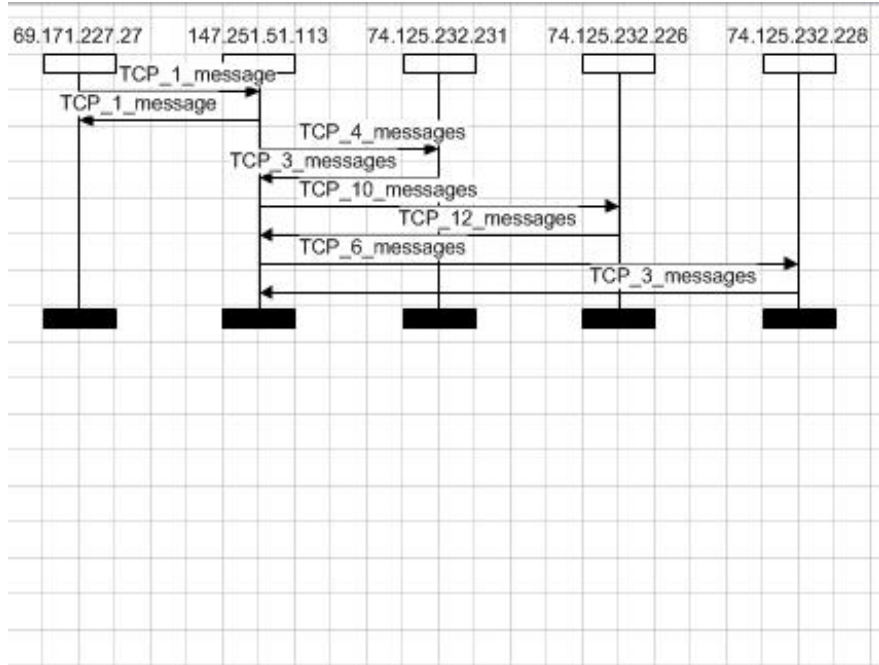 69.171.227.27 147.251.51.113 74.125.232.231 74.125.232.226 74.125.232.228
TCP_1_message
TCP_1_message
TCP_4_messages
TCP_3_messages
TCP_10_messages
TCP_12_messages
TCP_6_messages
TCP_3_messages